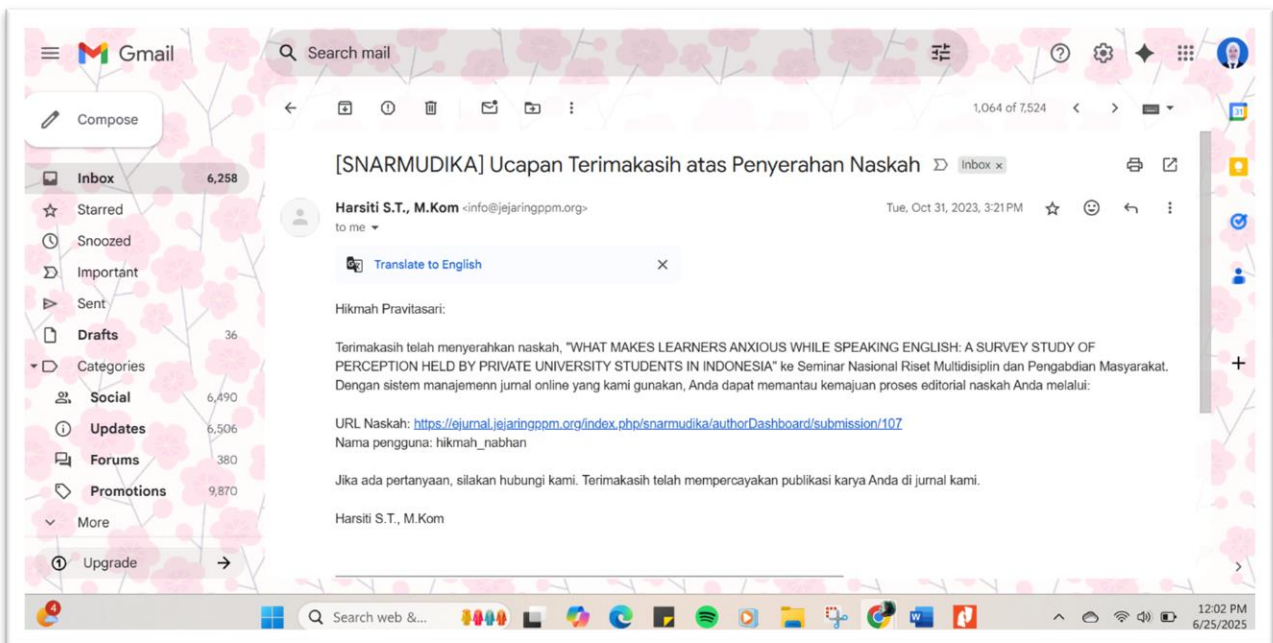 Gmail
Search mail
Compose
1,064 of 7,524
31
Inbox 6,258
Starred
Snoozed
Important
Sent
Drafts 36
Categories
Social 6,490
Updates 6,506
Forums 380
Promotions 9,870
More
Upgrade
[SNARMUDIKA] Ucapan Terimakasih atas Penyerahan Naskah Inbox x
Harsiti S.T., M.Kom <info@jejaringppm.org> Tue, Oct 31, 2023, 3:21 PM
to me
Translate to English
Hikmah Pravitasari:
Terimakasih telah menyerahkan naskah, "WHAT MAKES LEARNERS ANXIOUS WHILE SPEAKING ENGLISH: A SURVEY STUDY OF
PERCEPTION HELD BY PRIVATE UNIVERSITY STUDENTS IN INDONESIA" ke Seminar Nasional Riset Multidisiplin dan Pengabdian Masyarakat.
Dengan sistem manajemenn jurnal online yang kami gunakan, Anda dapat memantau kemajuan proses editorial naskah Anda melalui:
URL Naskah: https://ejurnal.jejaringppm.org/index.php/snarmudika/authorDashboard/submission/107
Nama pengguna: hikmah_nabhan
Jika ada pertanyaan, silakan hubungi kami. Terimakasih telah mempercayakan publikasi karya Anda di jurnal kami.
Harsiti S.T., M.Kom
4
Search web &...
12:02 PM
6/25/2025